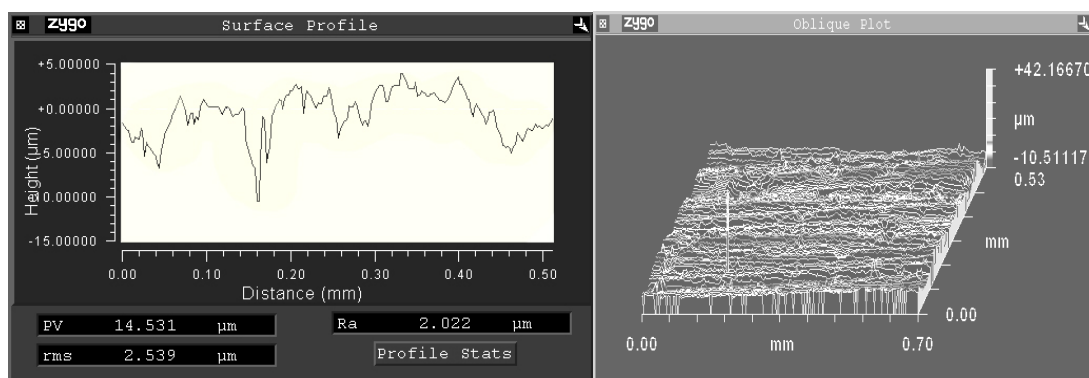 zygo Surface Profile
+5.00000
+0.00000
-5.00000
-10.00000
-15.00000
Height (µm)
0.00 0.10 0.20 0.30 0.40 0.50
Distance (mm)
PV 14.531 µm
rms 2.539 µm
Ra 2.022 µm
Profile Stats
zygo Oblique Plot
+42.16670
µm
-10.51117
0.53
mm
0.00
0.00 mm 0.70